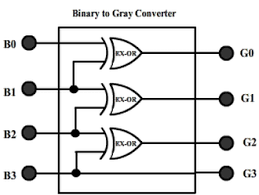 Binary to Gray Converter
B0 EX-OR G0
B1 EX-OR G1
B2 EX-OR G2
B3 G3